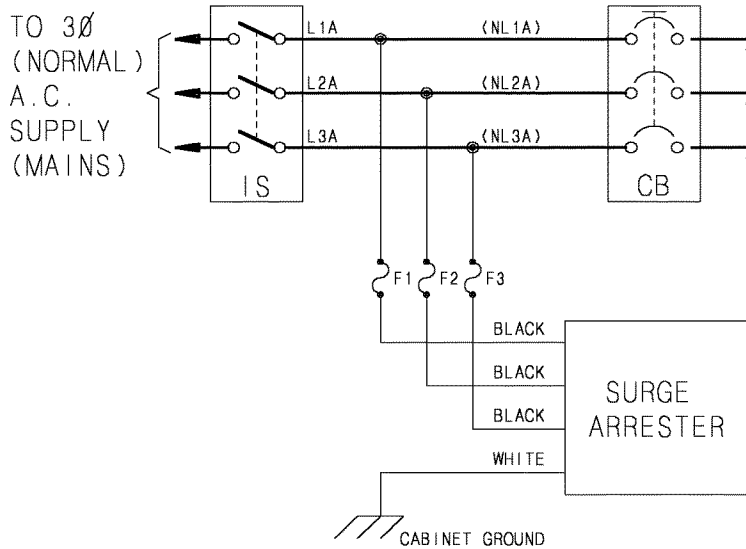 TO 3Ø
(NORMAL)
A.C.
SUPPLY
(MAINS)
L1A
(NL1A)
L2A
(NL2A)
L3A
(NL3A)
IS
CB
F1
F2
F3
BLACK
BLACK
BLACK
WHITE
SURGE
ARRESTER
CABINET GROUND